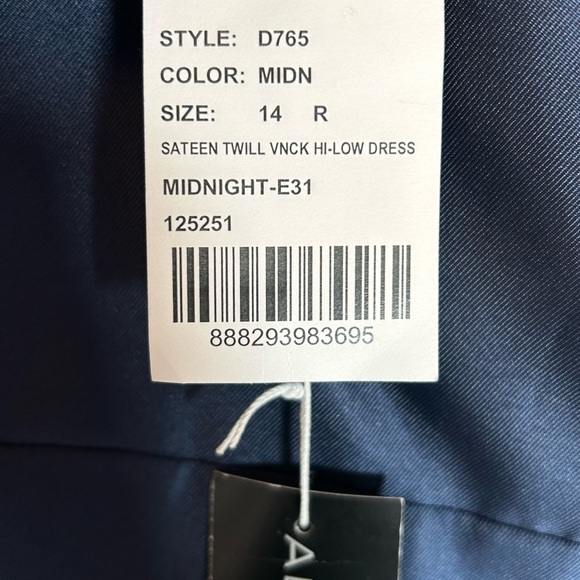 STYLE: D765
COLOR: MIDN
SIZE: 14 R
SATEEN TWILL VNCK HI-LOW DRESS
MIDNIGHT-E31
125251
888293983695